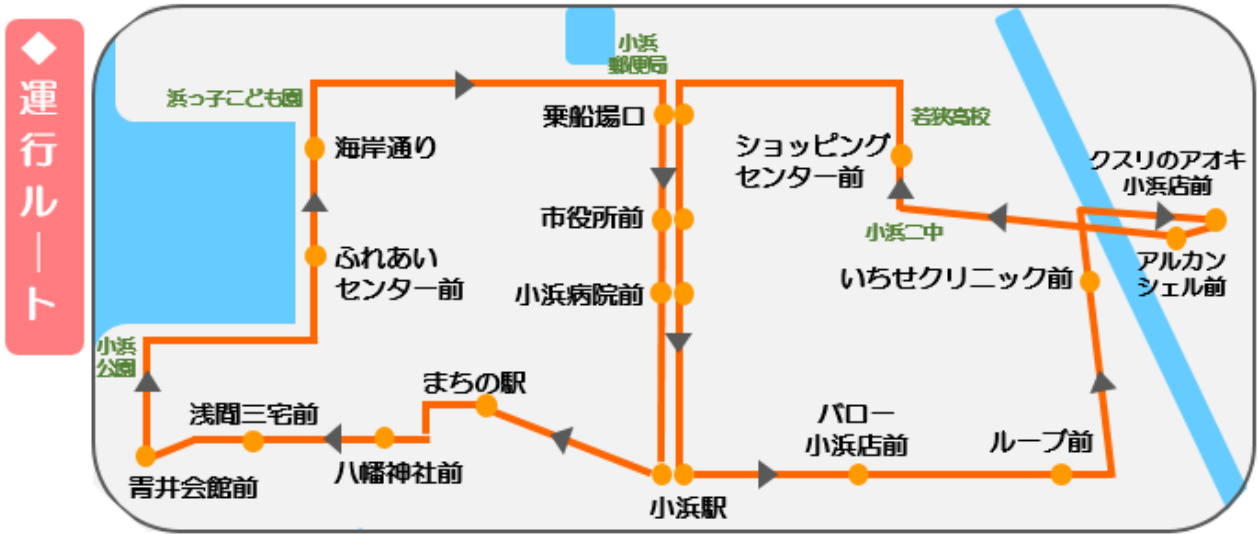 ◆運行ルート
小浜
郵便局
浜っ子こども園
乗船場口
若狭高校
海岸通り
ショッピング
センター前
クスリのアオキ
小浜店前
市役所前
小浜二中
ふれあい
センター前
アルカン
シェル前
いちせクリニック前
小浜病院前
小浜
公園
まちの駅
浅間三宅前
バロー
小浜店前
ループ前
八幡神社前
青井会館前
小浜駅